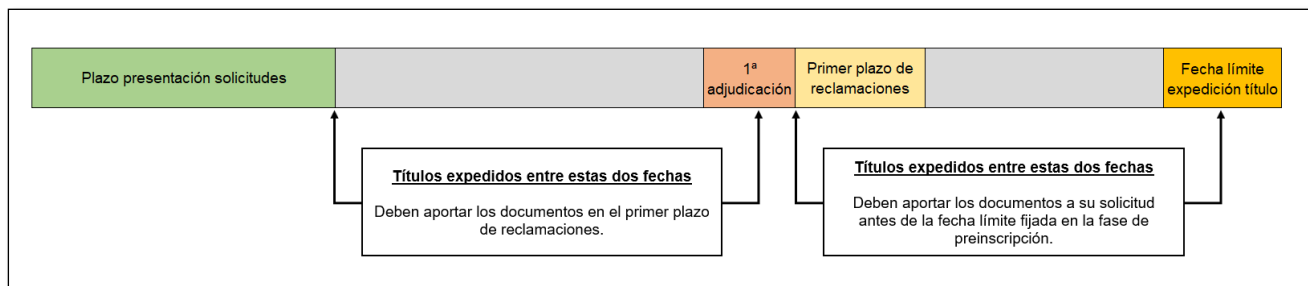 Plazo presentación solicitudes
1ª
adjudicación
Primer plazo de
reclamaciones
Fecha límite
expedición título
Títulos expedidos entre estas dos fechas
Deben aportar los documentos en el primer plazo
de reclamaciones.
Títulos expedidos entre estas dos fechas
Deben aportar los documentos a su solicitud
antes de la fecha límite fijada en la fase de
preinscripción.